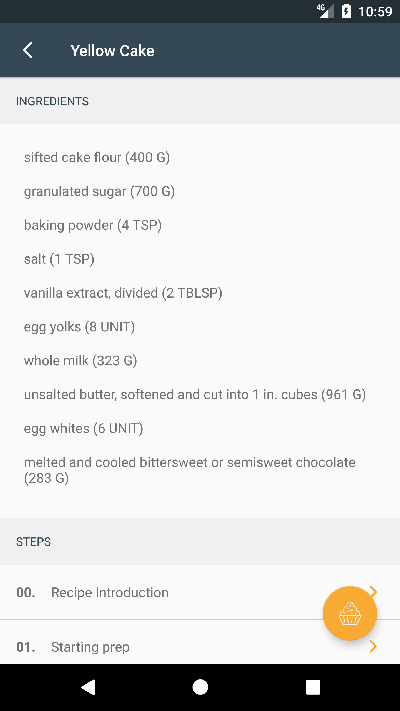 4G 10:59
Yellow Cake
INGREDIENTS
sifted cake flour (400 G)
granulated sugar (700 G)
baking powder (4 TSP)
salt (1 TSP)
vanilla extract, divided (2 TBLSP)
egg yolks (8 UNIT)
whole milk (323 G)
unsalted butter, softened and cut into 1 in. cubes (961 G)
egg whites (6 UNIT)
melted and cooled bittersweet or semisweet chocolate
(283 G)
STEPS
00. Recipe Introduction
01. Starting prep